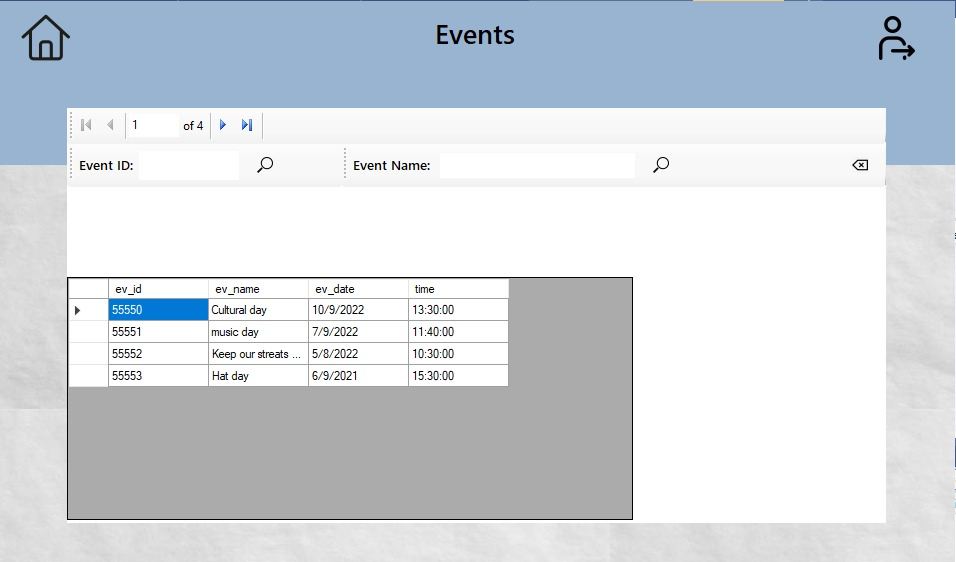 Events
1 of 4
Event ID: Event Name:
ev_id ev_name ev_date time
55550 Cultural day 10/9/2022 13:30:00
55551 music day 7/9/2022 11:40:00
55552 Keep our streats ... 5/8/2022 10:30:00
55553 Hat day 6/9/2021 15:30:00